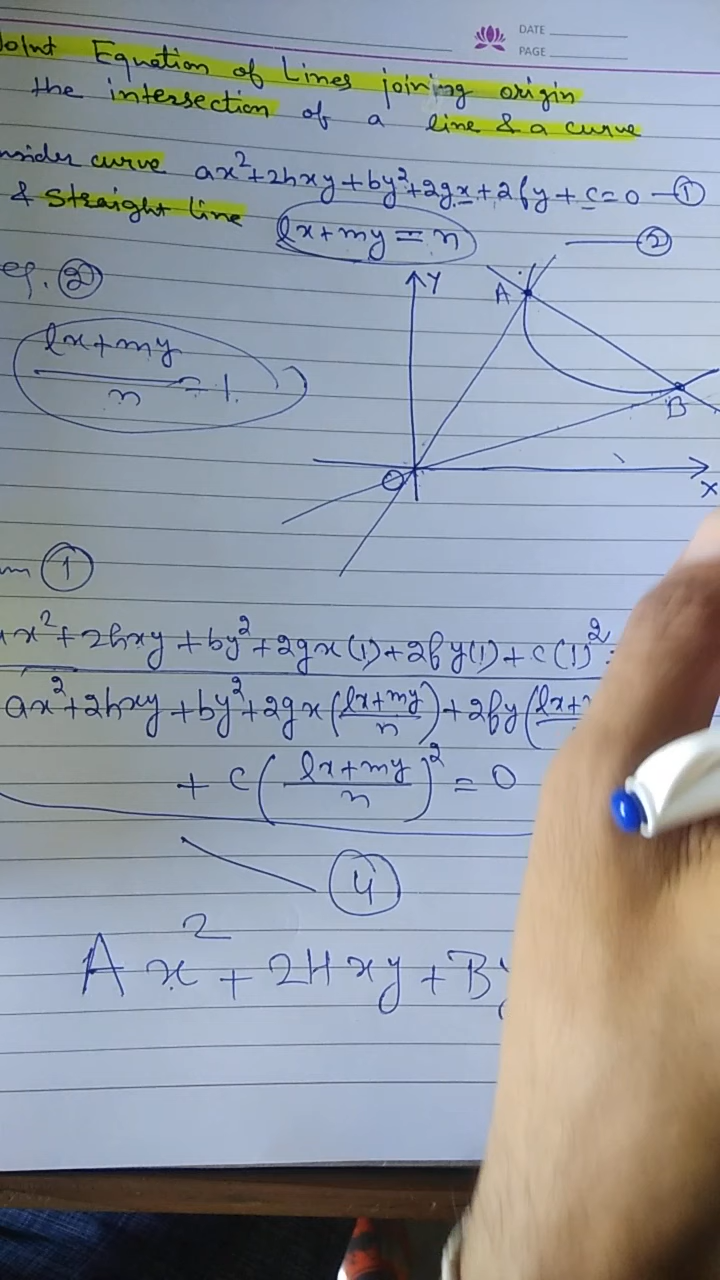 DATE
PAGE
Equation of Lines joining origin
the intersection of a line & a curve
curve ax²+2hxy+by²+2gx+2fy+c=0 —①
& straight line lx+my=n —②
eq. ②
(lx+my)/n = 1.
Y
A
B
O
X
①
x²+2hxy+by²+2gx(1)+2fy(1)+c(1)²=
ax²+2hxy+by²+2gx((lx+my)/n)+2fy(
+ c((lx+my)/n)² = 0
④
Ax²+2Hxy+By